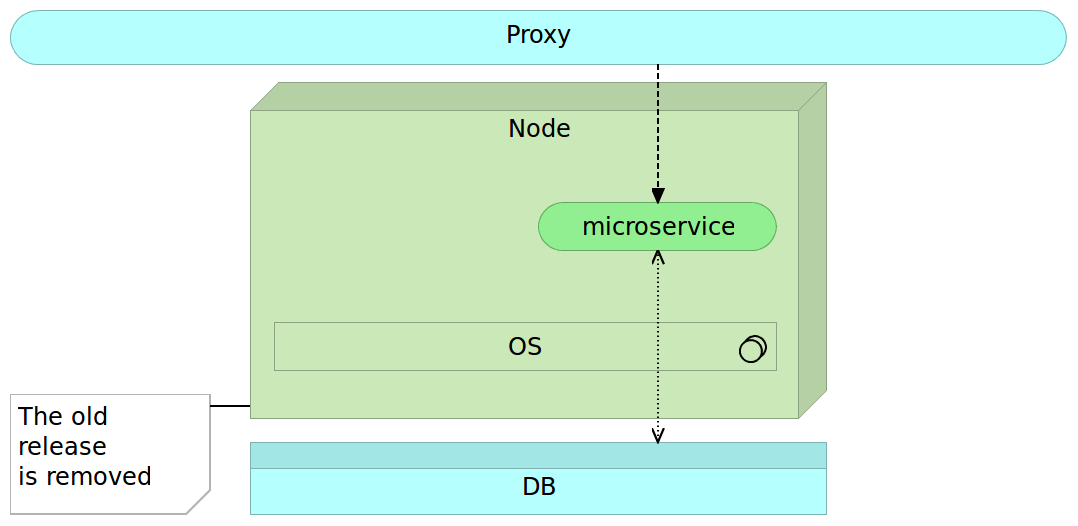 Proxy
Node
microservice
OS
The old
release
is removed
DB